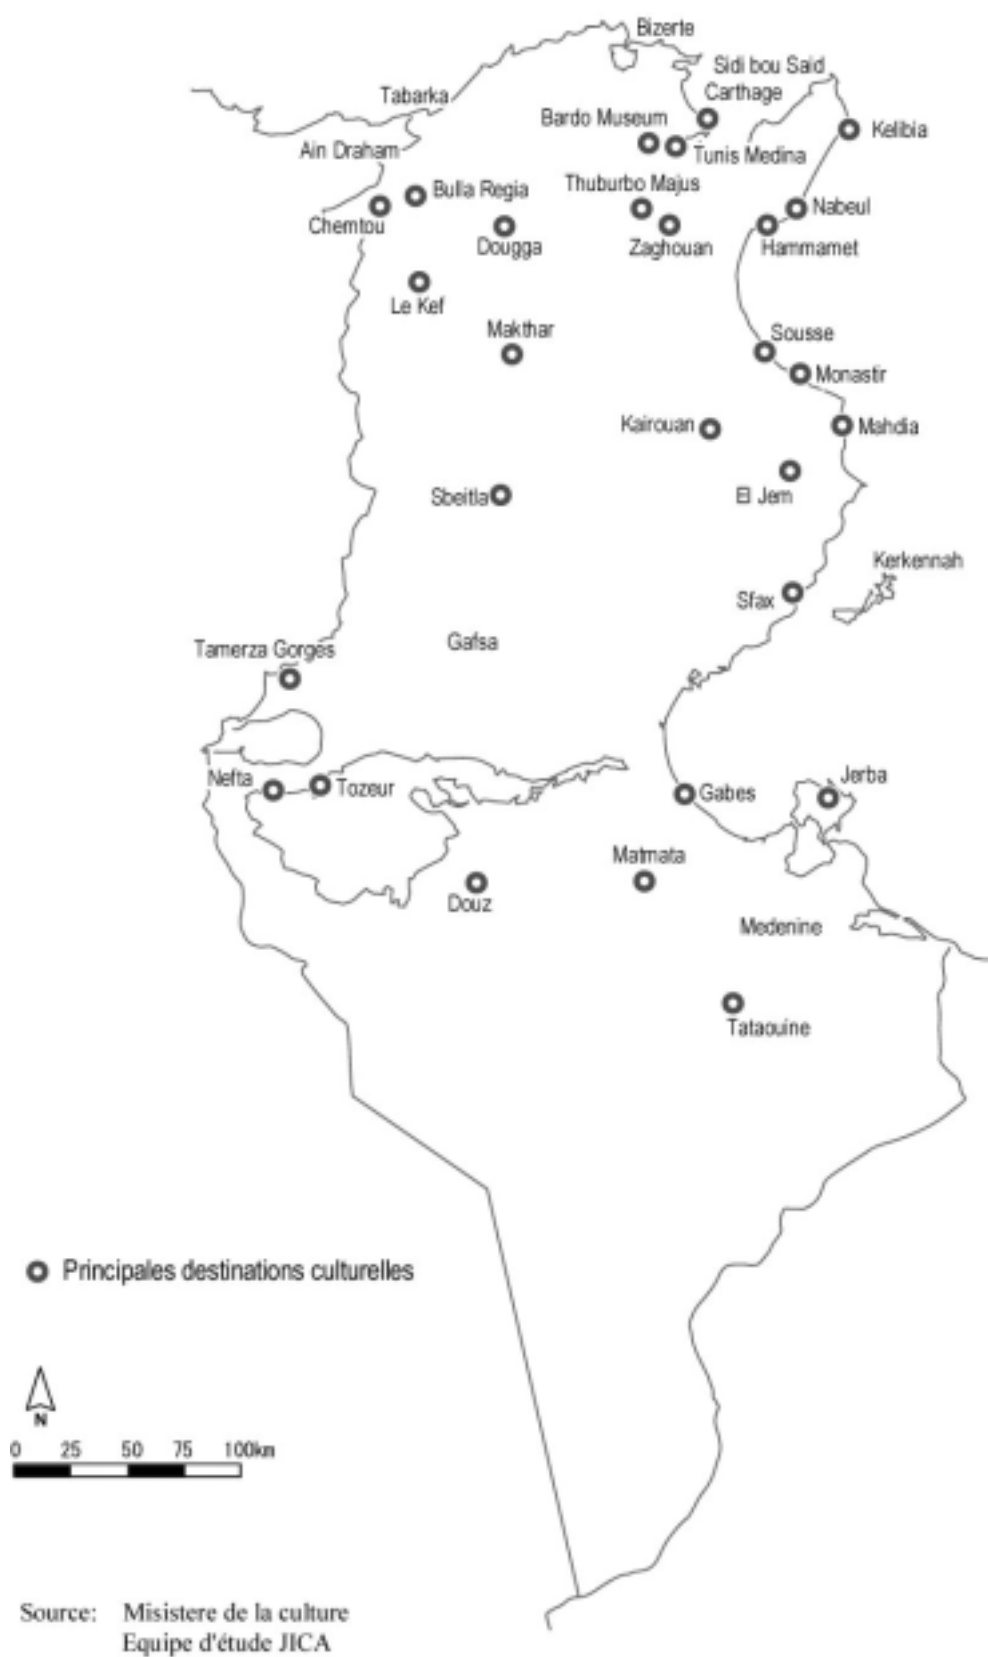 Bizerte
Sidi bou Said
Carthage
Tabarka
Bardo Museum
Kelibia
Ain Draham
Tunis Medina
Thuburbo Majus
Bulla Regia
Nabeul
Chemtou
Dougga
Zaghouan
Hammamet
Le Kef
Makthar
Sousse
Monastir
Kairouan
Mahdia
Sbeitla
El Jem
Kerkennah
Sfax
Gafsa
Tamerza Gorges
Nefta
Tozeur
Gabes
Jerba
Matmata
Douz
Medenine
Tataouine
Principales destinations culturelles
N
0 25 50 75 100km
Source: Misistere de la culture
Equipe d'étude JICA